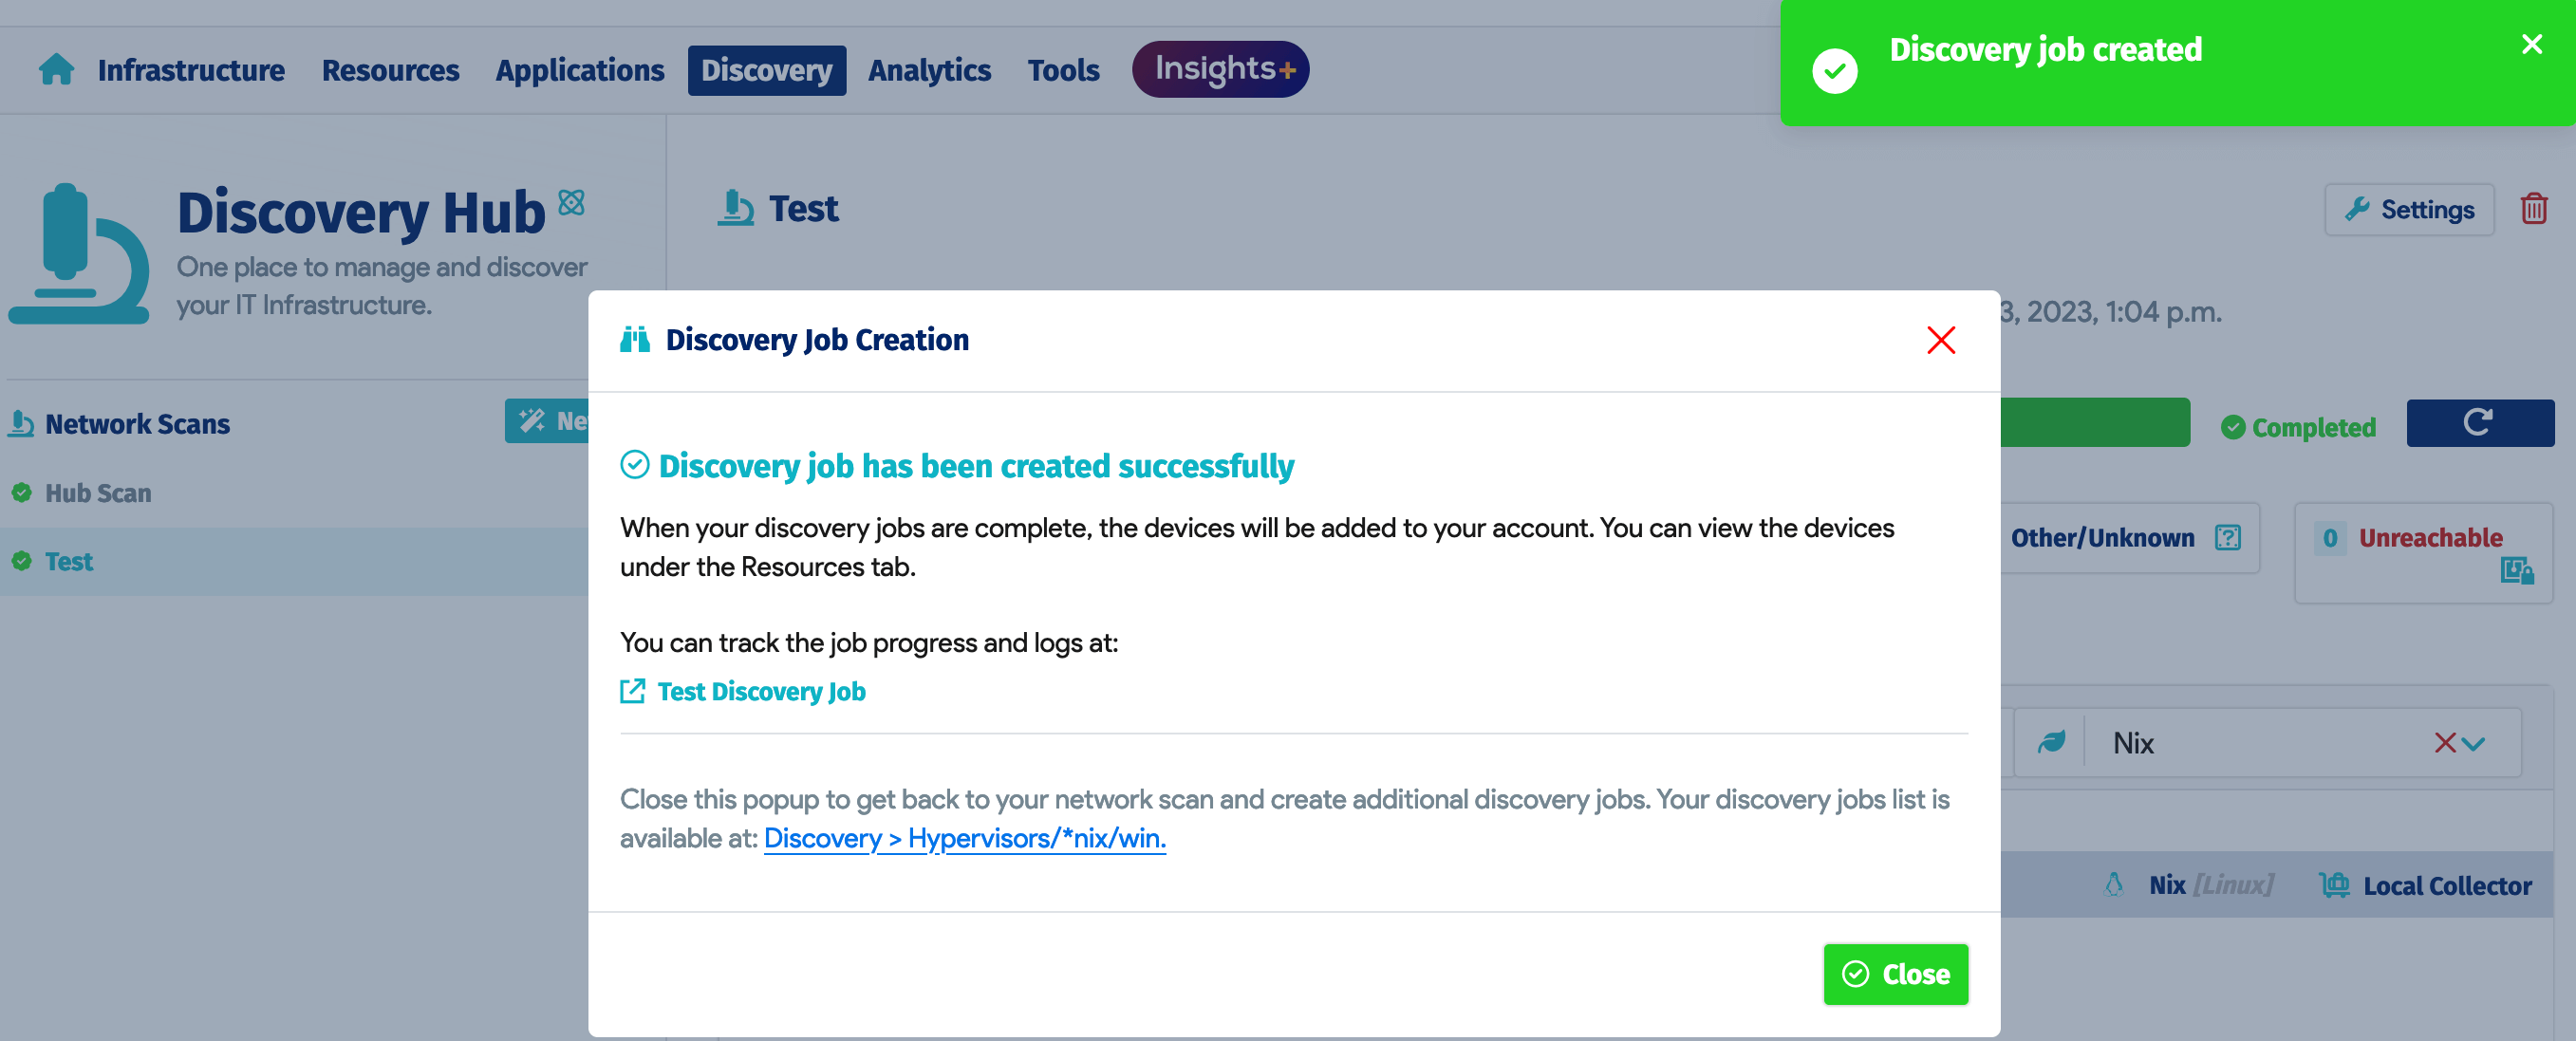 Infrastructure Resources Applications Discovery Analytics Tools Insights+
Discovery job created
Discovery Hub
One place to manage and discover
your IT Infrastructure.
Test
Settings
3, 2023, 1:04 p.m.
Network Scans
Hub Scan
Test
Completed
Other/Unknown
0 Unreachable
Nix
Nix [Linux] Local Collector
Discovery Job Creation
Discovery job has been created successfully
When your discovery jobs are complete, the devices will be added to your account. You can view the devices
under the Resources tab.
You can track the job progress and logs at:
Test Discovery Job
Close this popup to get back to your network scan and create additional discovery jobs. Your discovery jobs list is
available at: Discovery > Hypervisors/*nix/win.
Close